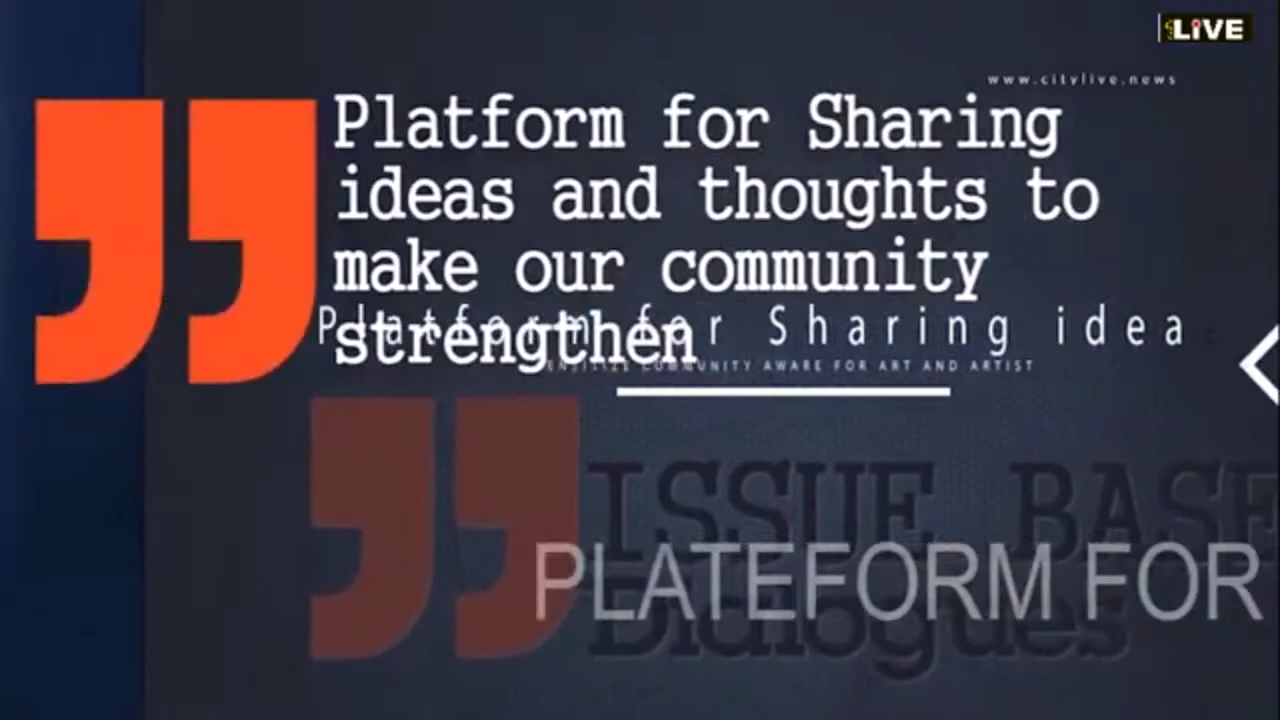 LiVE
www.citylive.news
Platform for Sharing
ideas and thoughts to
make our community
strengthen
Platform for Sharing idea
ENSITIZE COMMUNITY AWARE FOR ART AND ARTIST
ISSUE BASE
PLATEFORM FOR
Dialogues